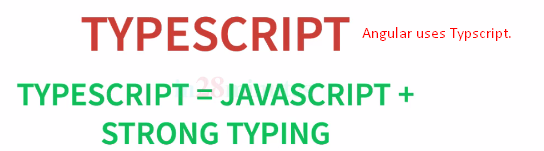 TYPESCRIPT Angular uses Typscript.
TYPESCRIPT = JAVASCRIPT +
STRONG TYPING